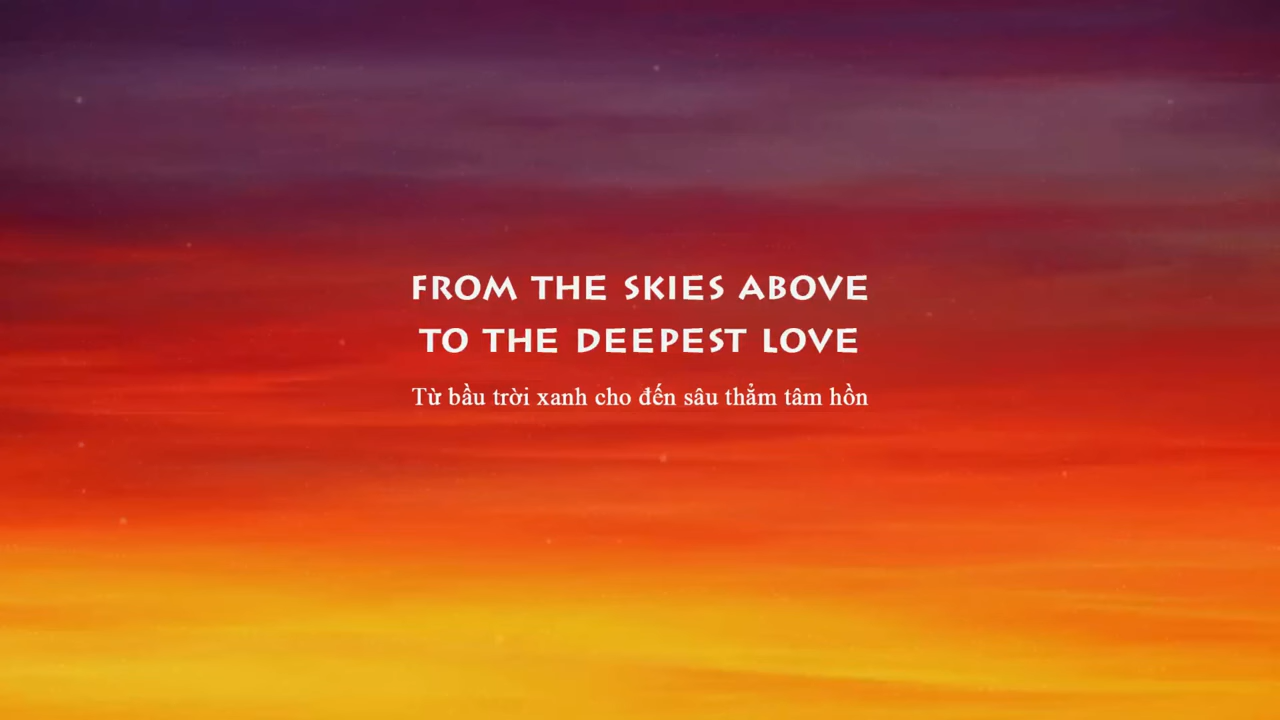 FROM THE SKIES ABOVE
TO THE DEEPEST LOVE
Từ bầu trời xanh cho đến sâu thẳm tâm hồn